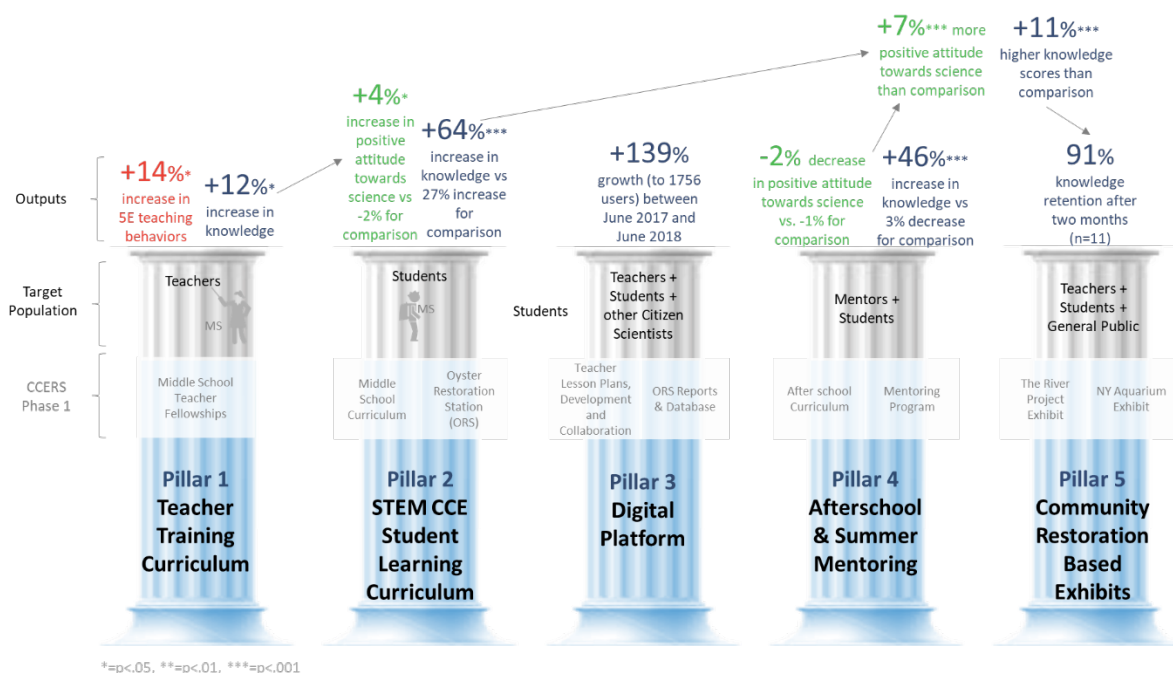 +14%*
increase in
5E teaching
behaviors
+12%*
increase in
knowledge
+4%*
increase in
positive
attitude
towards
science vs
-2% for
comparison
+64%***
increase in
knowledge vs
27% increase
for
comparison
+139%
growth (to 1756
users) between
June 2017 and
June 2018
-2% decrease
in positive attitude
towards science
vs. -1% for
comparison
+46%***
increase in
knowledge vs
3% decrease
for comparison
+7%*** more
positive attitude
towards science
than comparison
+11%***
higher knowledge
scores than
comparison
91%
knowledge
retention after
two months
(n=11)
Outputs
Target
Population
Teachers
MS
Students
MS
Students
Teachers +
Students +
other Citizen
Scientists
Mentors +
Students
Teachers +
Students +
General Public
CCERS
Phase 1
Middle School
Teacher
Fellowships
Middle
School
Curriculum
Oyster
Restoration
Station
(ORS)
Teacher
Lesson Plans,
Development
and
Collaboration
ORS Reports
& Database
After school
Curriculum
Mentoring
Program
The River
Project
Exhibit
NY Aquarium
Exhibit
Pillar 1
Teacher
Training
Curriculum
Pillar 2
STEM CCE
Student
Learning
Curriculum
Pillar 3
Digital
Platform
Pillar 4
Afterschool
& Summer
Mentoring
Pillar 5
Community
Restoration
Based
Exhibits
*=p<.05, **=p<.01, ***=p<.001